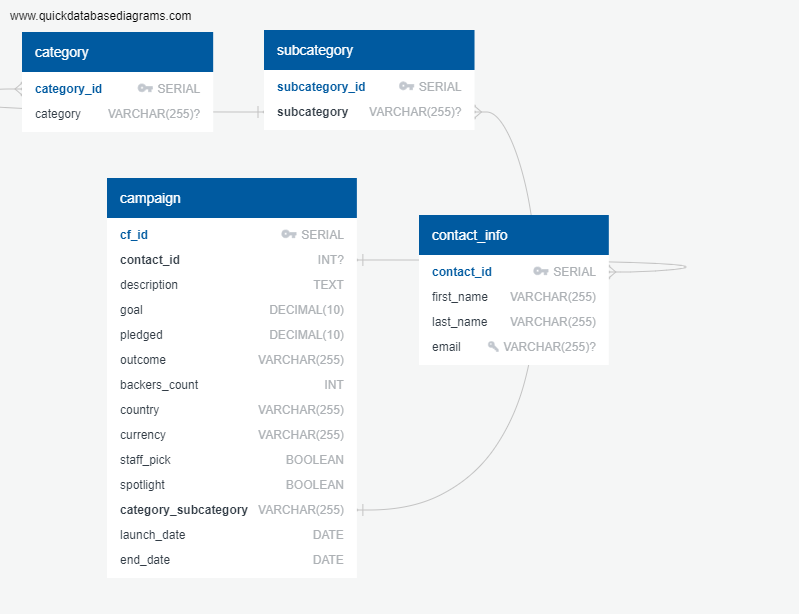 www.quickdatabasediagrams.com
category
category_id SERIAL
category VARCHAR(255)?
subcategory
subcategory_id SERIAL
subcategory VARCHAR(255)?
campaign
cf_id SERIAL
contact_id INT?
description TEXT
goal DECIMAL(10)
pledged DECIMAL(10)
outcome VARCHAR(255)
backers_count INT
country VARCHAR(255)
currency VARCHAR(255)
staff_pick BOOLEAN
spotlight BOOLEAN
category_subcategory VARCHAR(255)
launch_date DATE
end_date DATE
contact_info
contact_id SERIAL
first_name VARCHAR(255)
last_name VARCHAR(255)
email VARCHAR(255)?